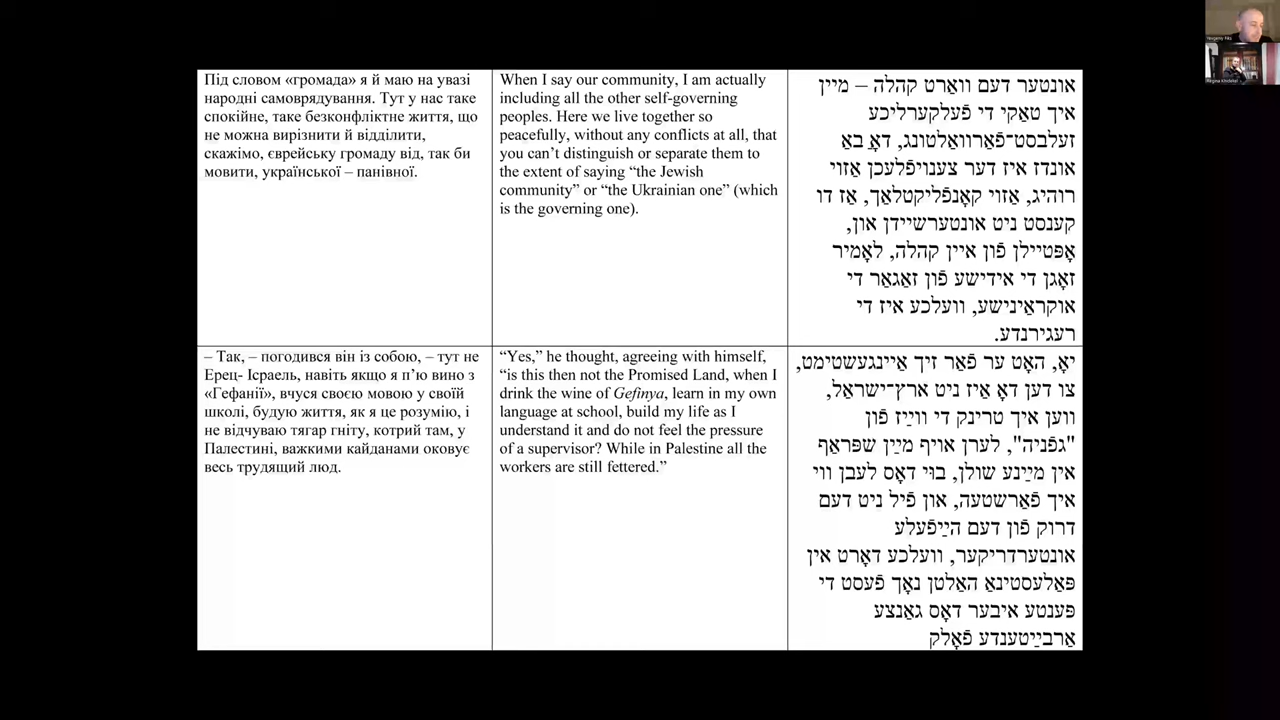 Під словом «громада» я й маю на увазі
народні самоврядування. Тут у нас таке
спокійне, таке безконфліктне життя, що
не можна вирізнити й відділити,
скажімо, єврейську громаду від, так би
мовити, української – панівної.
When I say our community, I am actually
including all the other self-governing
peoples. Here we live together so
peacefully, without any conflicts at all, that
you can’t distinguish or separate them to
the extent of saying “the Jewish
community” or “the Ukrainian one” (which
is the governing one).
אונטער דעם וואַרט קהלה – מיין
איך טאַקי די פֿעלקערליכע
זעלבסט־פֿאַרוואַלטונג, דאָ באַ
אונדז איז דער צענויפֿלעכן אַזוי
רוהיג, אַזוי קאָנפֿליקטלאַך, אַז דו
קענסט ניט אונטערשיידן און,
אָפּטיילן פֿון איין קהלה, לאָמיר
זאָגן די אידישע פֿון זאַגאַר די
אוקראַינישע, וועלכע איז די
רעגירנדע.
– Так, – погодився він із собою, – тут не
Ерец- Ісраель, навіть якщо я п’ю вино з
«Гефанії», вчуся своєю мовою у своїй
школі, будую життя, як я це розумію, і
не відчуваю тягар гніту, котрий там, у
Палестині, важкими кайданами оковує
весь трудящий люд.
“Yes,” he thought, agreeing with himself,
“is this then not the Promised Land, when I
drink the wine of Gefinya, learn in my own
language at school, build my life as I
understand it and do not feel the pressure
of a supervisor? While in Palestine all the
workers are still fettered.”
יאָ, האָט ער פֿאַר זיך אײַנגעשטימט,
צו דען דאָ איז ניט ארץ־ישראַל,
ווען איך טרינק די ווײַז פֿון
"גפֿניה", לערן אויף מײַן שפּראַף
אין מײַנע שולן, בוי דאָס לעבן ווי
איך פֿאַרשטעה, און פֿיל ניט דעם
דרוק פֿון דעם הײַפֿעלע
אונטערדריקער, וועלכע דאָרט אין
פּאַלעסטינאַ האַלטן נאָך פֿעסט די
פּענטע איבער דאָס גאַנצע
אַרבײַטענדע פֿאָלק